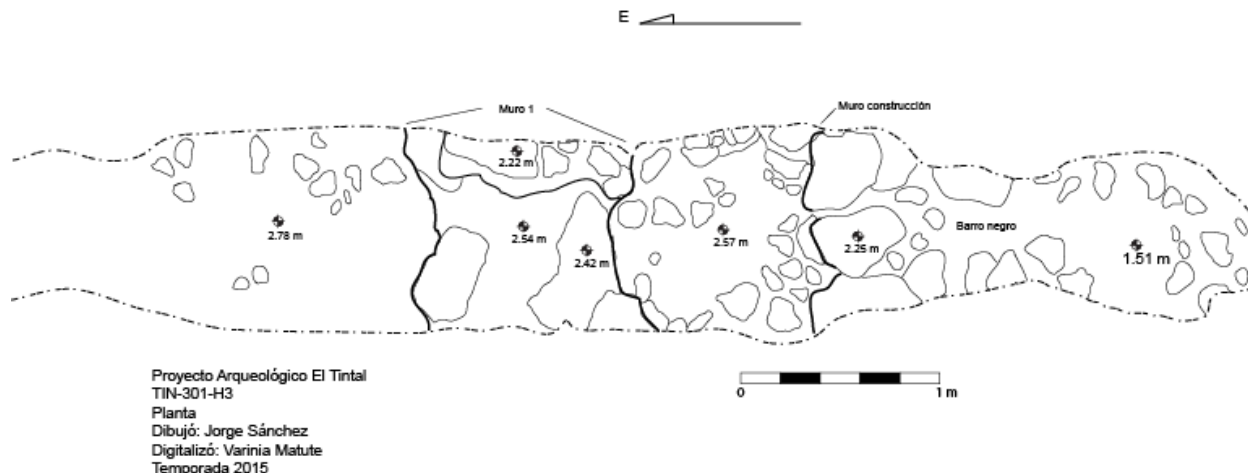 E
Muro 1
Muro construcción
2.22 m
2.78 m
2.54 m
2.42 m
2.57 m
2.25 m
Barro negro
1.51 m
Proyecto Arqueológico El Tintal
TIN-301-H3
Planta
Dibujó: Jorge Sánchez
Digitalizó: Varinia Matute
Temporada 2015
0 1 m